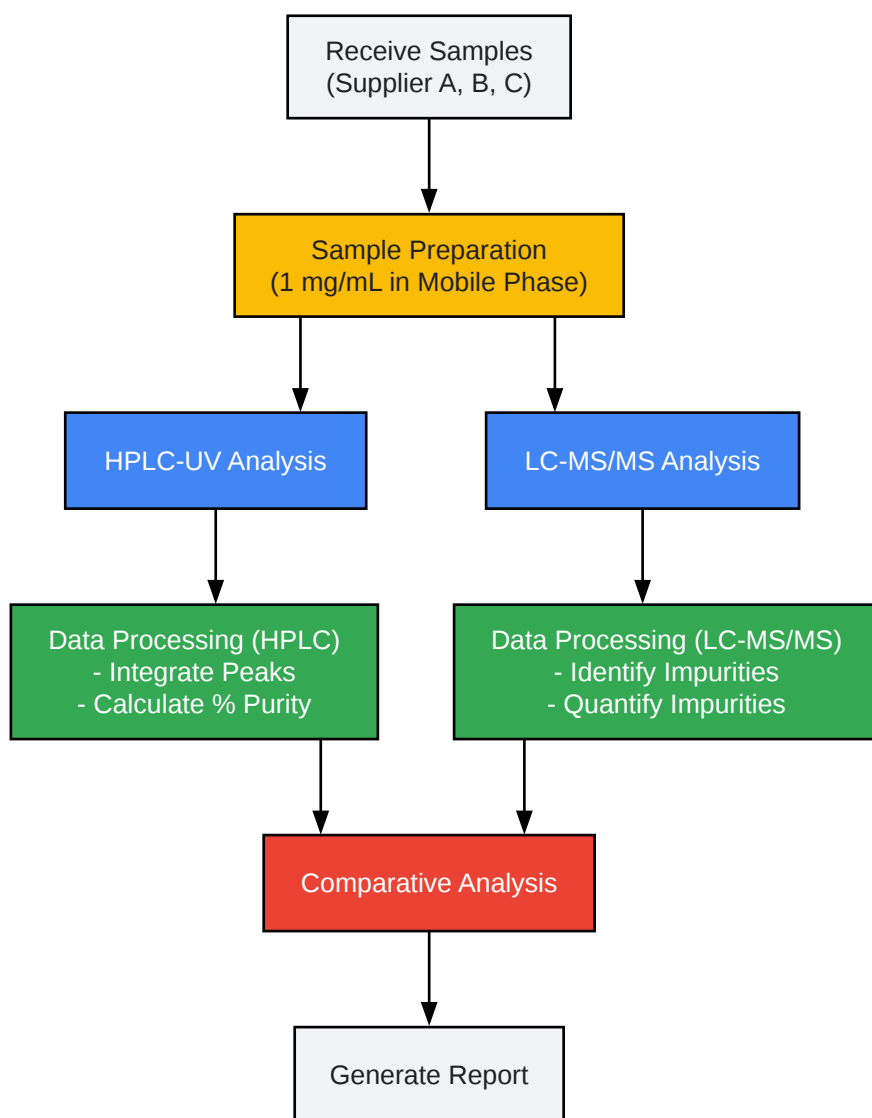 Receive Samples
(Supplier A, B, C)
Sample Preparation
(1 mg/mL in Mobile Phase)
HPLC-UV Analysis
LC-MS/MS Analysis
Data Processing (HPLC)
- Integrate Peaks
- Calculate % Purity
Data Processing (LC-MS/MS)
- Identify Impurities
- Quantify Impurities
Comparative Analysis
Generate Report